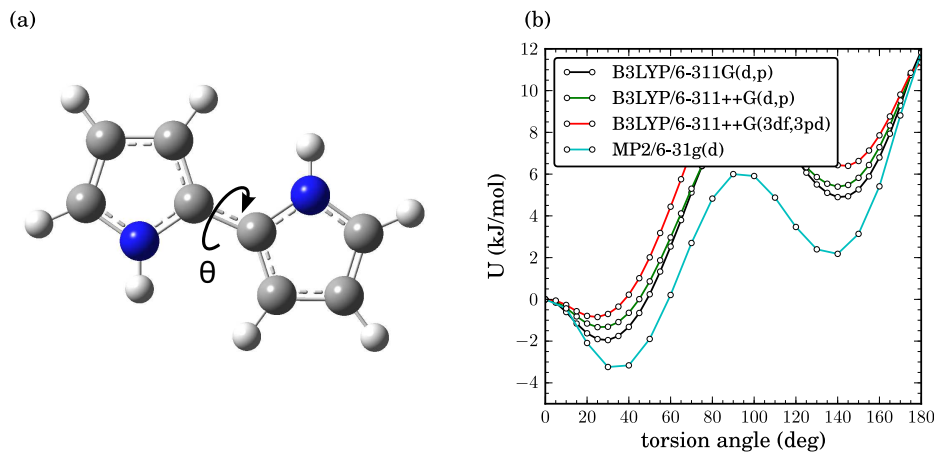 (a)
(b)
θ
B3LYP/6-311G(d,p)
B3LYP/6-311++G(d,p)
B3LYP/6-311++G(3df,3pd)
MP2/6-31g(d)
U (kJ/mol)
12
10
8
6
4
2
0
−2
−4
0 20 40 60 80 100 120 140 160 180
torsion angle (deg)